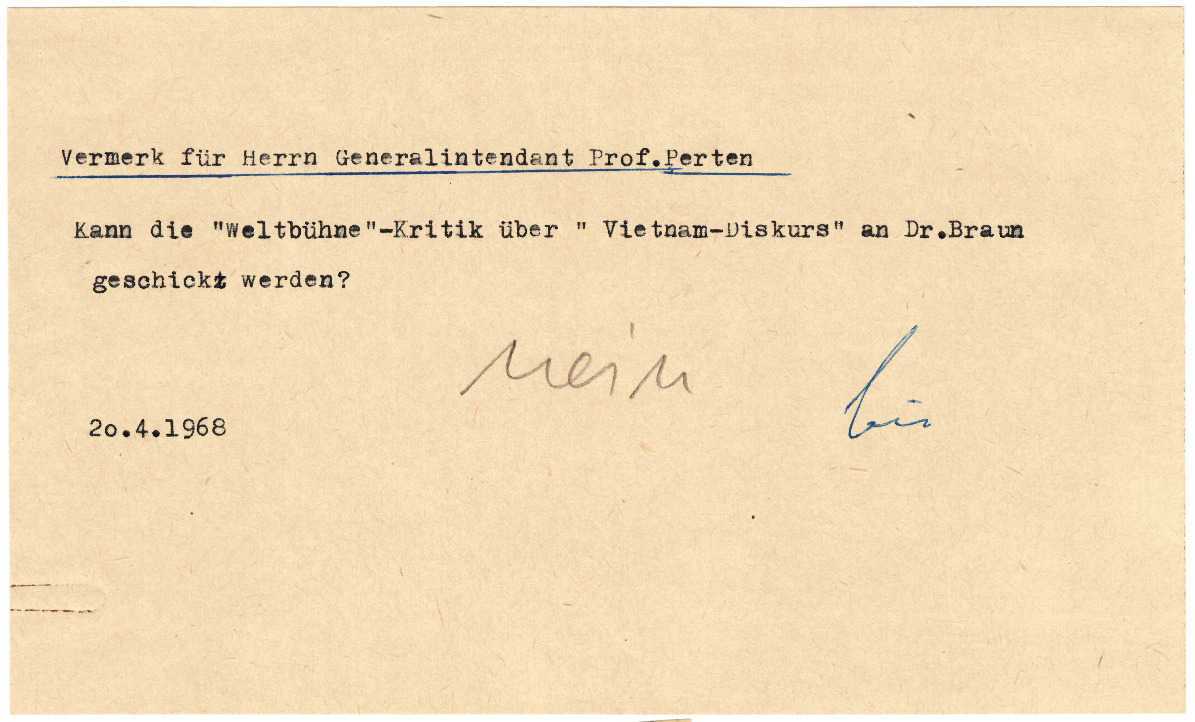 Vermerk für Herrn Generalintendant Prof.Perten
Kann die "Weltbühne"-Kritik über " Vietnam-Diskurs" an Dr.Braun
geschickt werden?
nein
2o.4.1968